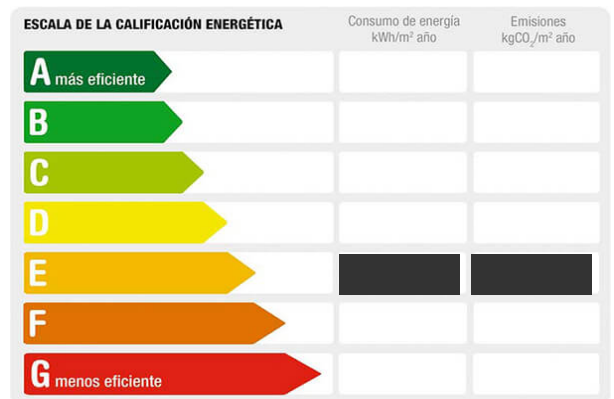 ESCALA DE LA CALIFICACIÓN ENERGÉTICA
Consumo de energía
kWh/m² año
Emisiones
kgCO₂/m² año
A más eficiente
B
C
D
E
F
G menos eficiente